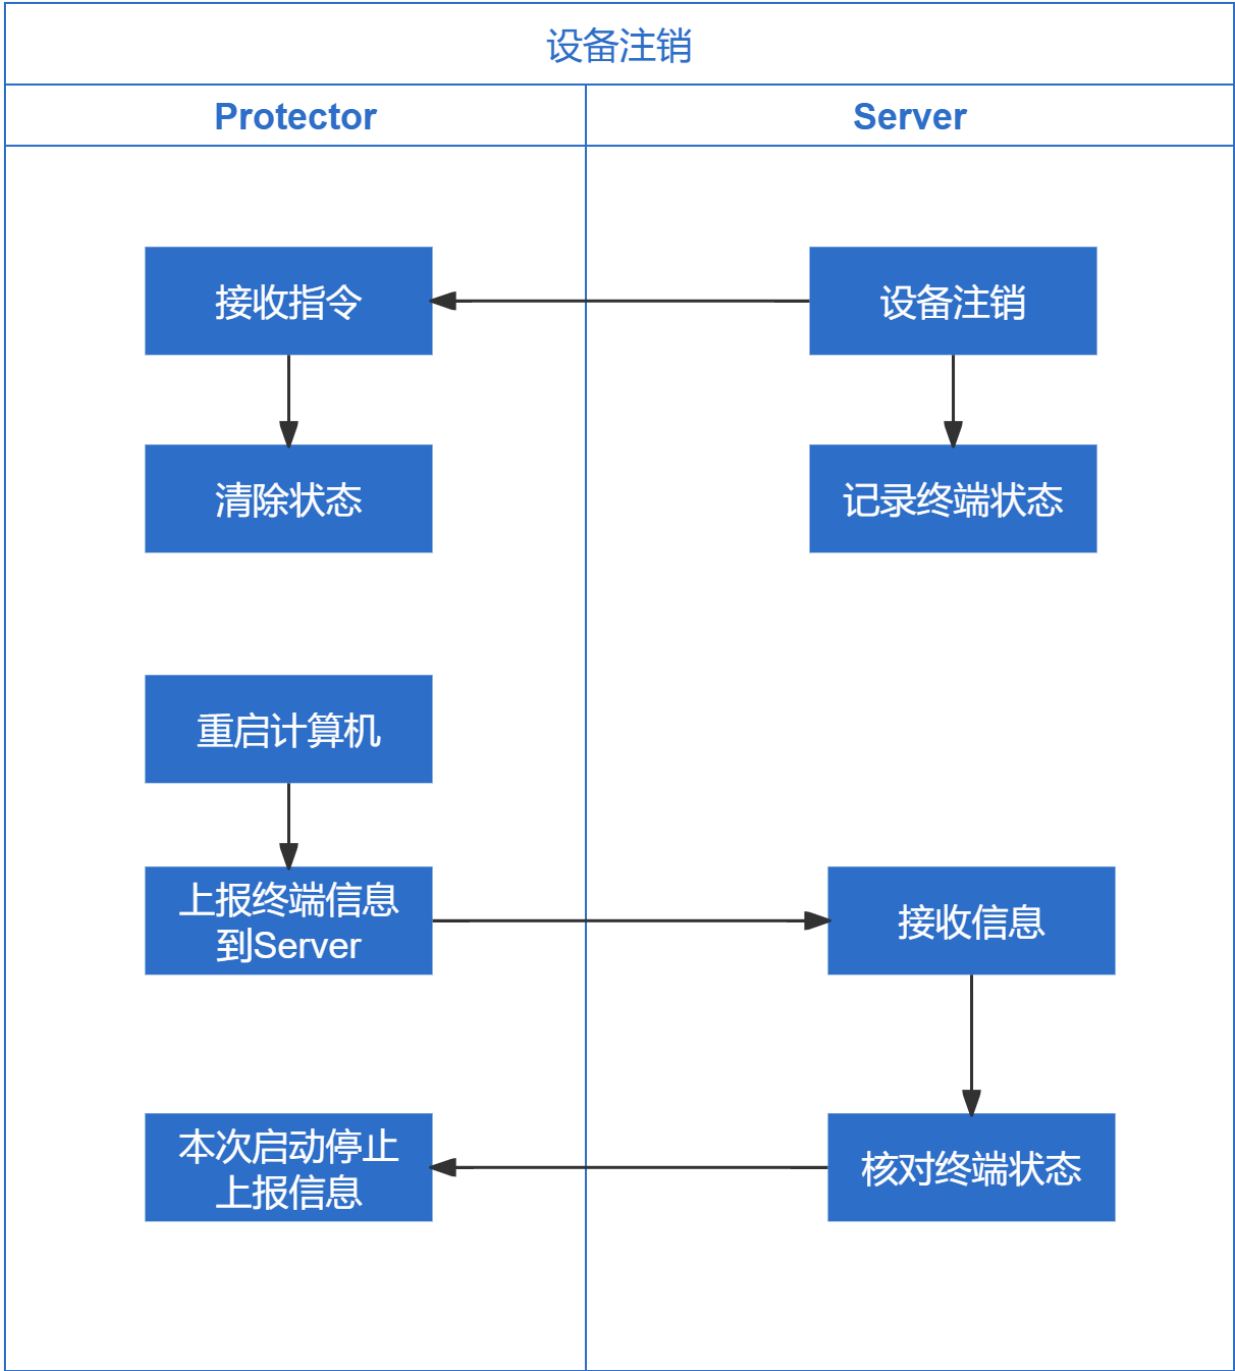 设备注销
Protector
Server
接收指令
设备注销
清除状态
记录终端状态
重启计算机
上报终端信息
到Server
接收信息
本次启动停止
上报信息
核对终端状态